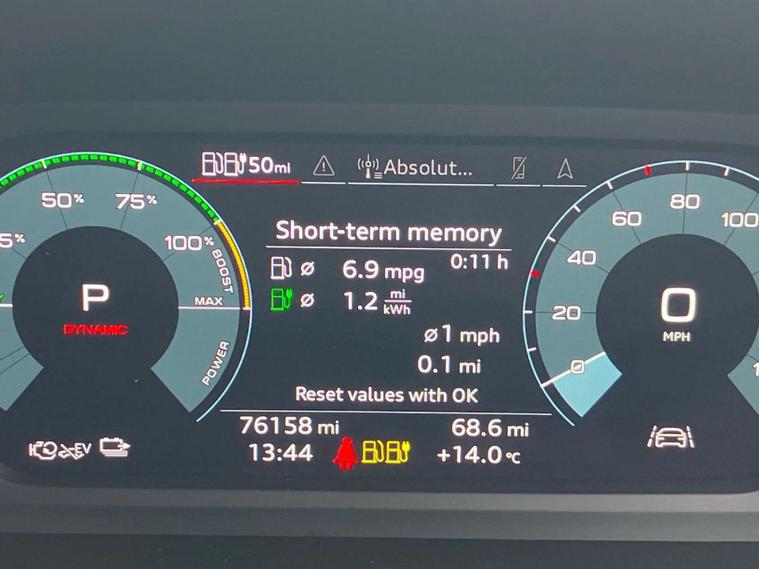 50mi
Absolut...
50%
75%
5%
100%
BOOST
MAX
POWER
P
DYNAMIC
Short-term memory
0:11 h
ø 6.9 mpg
ø 1.2 mi/kWh
ø1 mph
0.1 mi
Reset values with OK
76158 mi
68.6 mi
13:44
+14.0 °C
EV
0
20
40
60
80
100
1
0
MPH